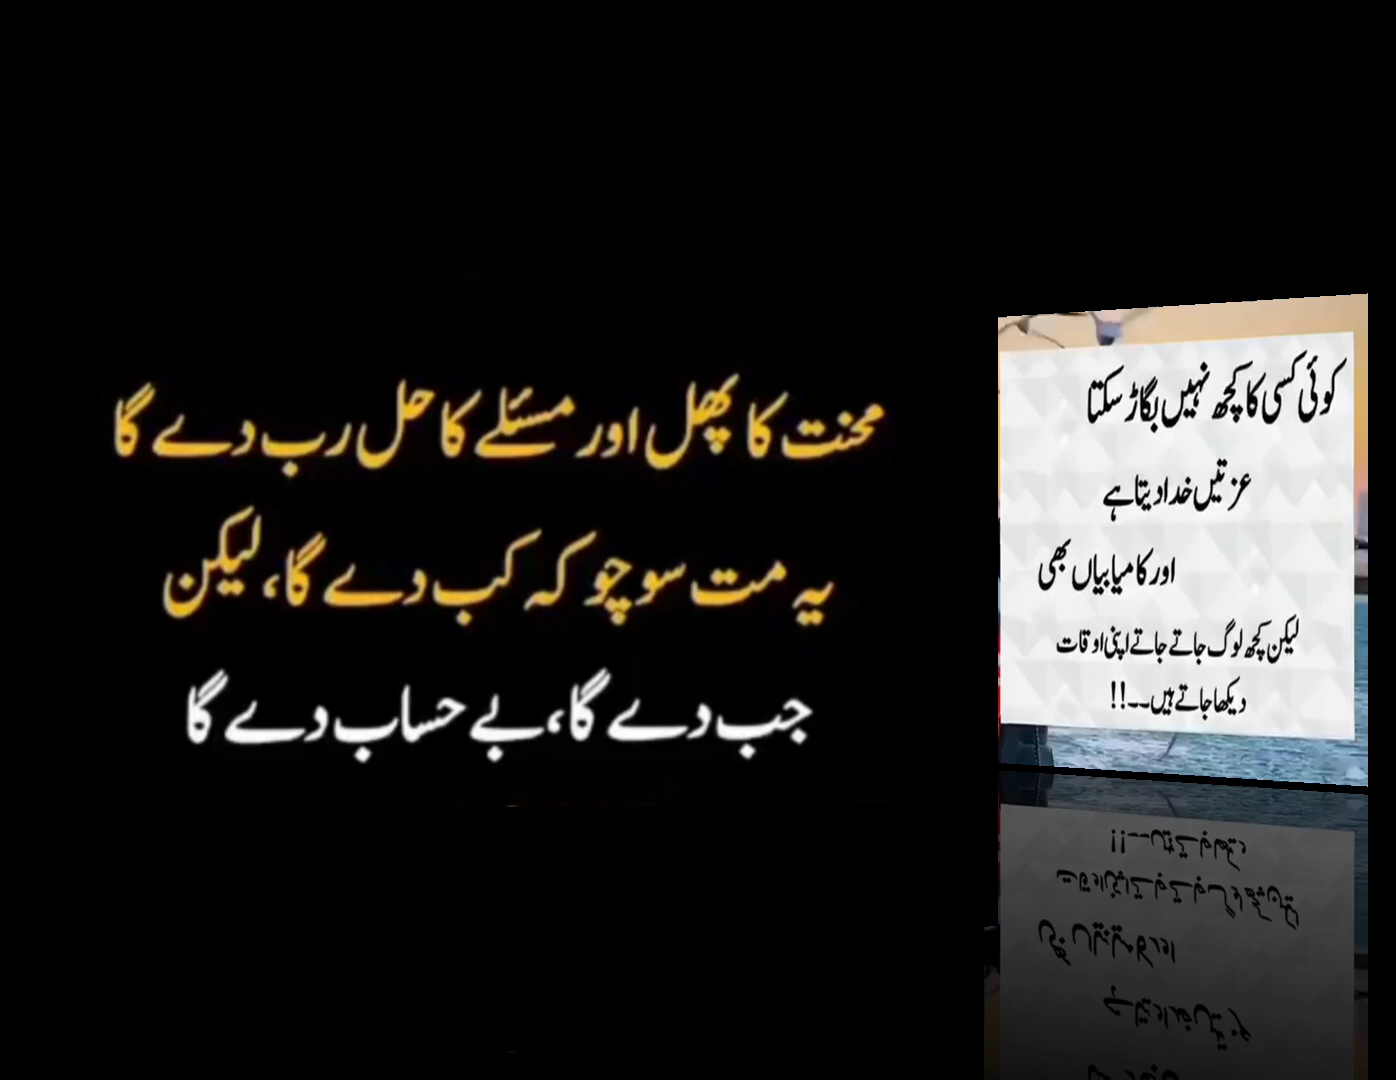 محنت کا پھل اور مسئلے کا حل رب دے گا
یہ مت سوچو کہ کب دے گا، لیکن
جب دے گا، بے حساب دے گا
کوئی کسی کا کچھ نہیں بگاڑ سکتا
عزتیں خدا دیتا ہے
اور کامیابیاں بھی
لیکن کچھ لوگ جاتے جاتے اپنی اوقات
دیکھا جاتے ہیں۔۔!!